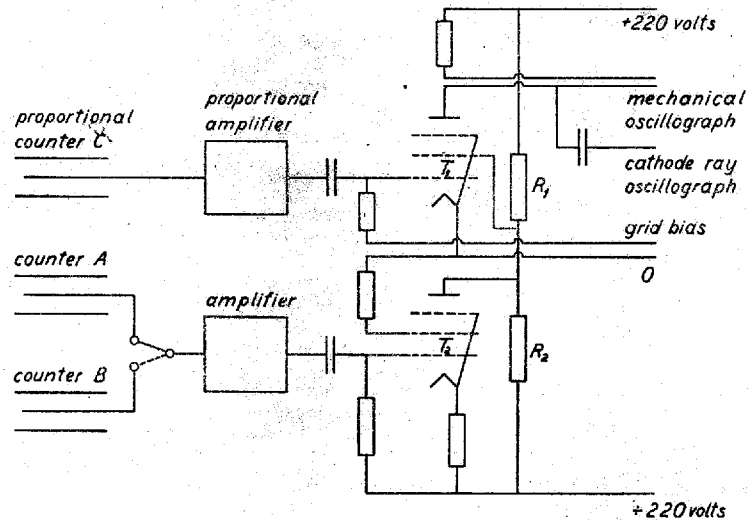 +220 volts
mechanical
oscillograph
cathode ray
oscillograph
proportional
counter C
proportional
amplifier
T₁
R₁
grid bias
0
counter A
amplifier
T₂
R₂
counter B
÷220 volts